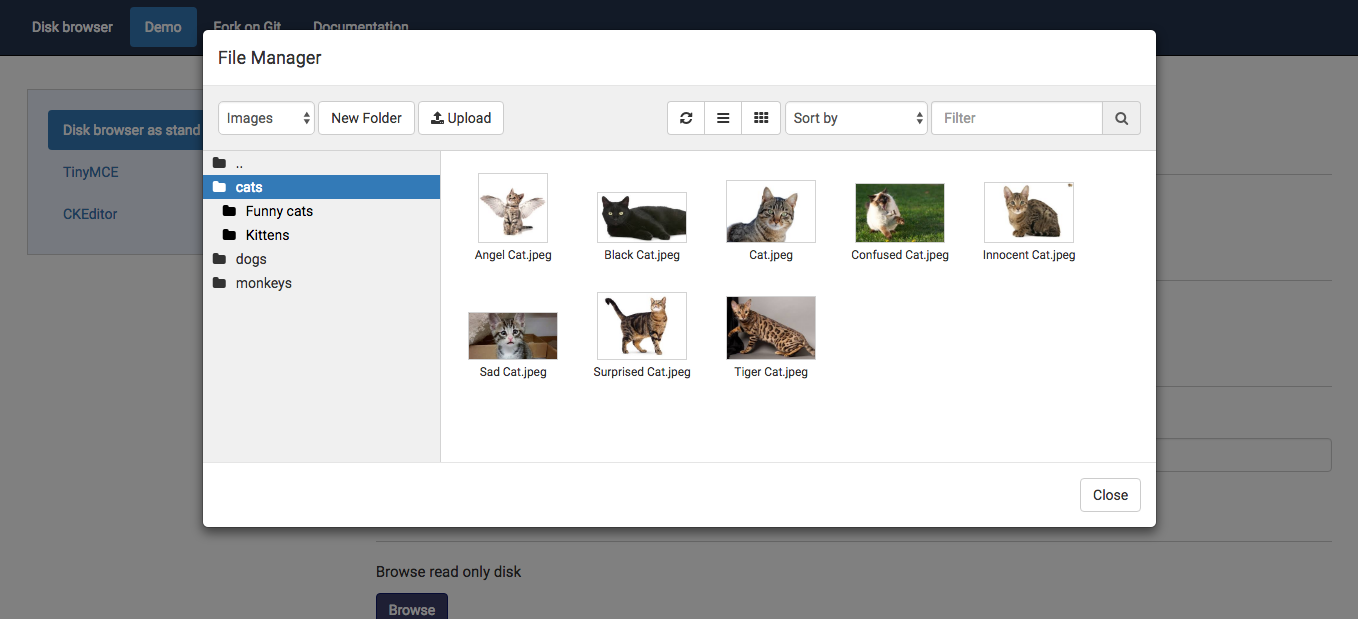 Disk browser Demo Fork on Git Documentation
File Manager
Images New Folder Upload Sort by Filter
Disk browser as stand
TinyMCE
CKEditor
..
cats
Funny cats
Kittens
dogs
monkeys
Angel Cat.jpeg Black Cat.jpeg Cat.jpeg Confused Cat.jpeg Innocent Cat.jpeg
Sad Cat.jpeg Surprised Cat.jpeg Tiger Cat.jpeg
Close
Browse read only disk
Browse